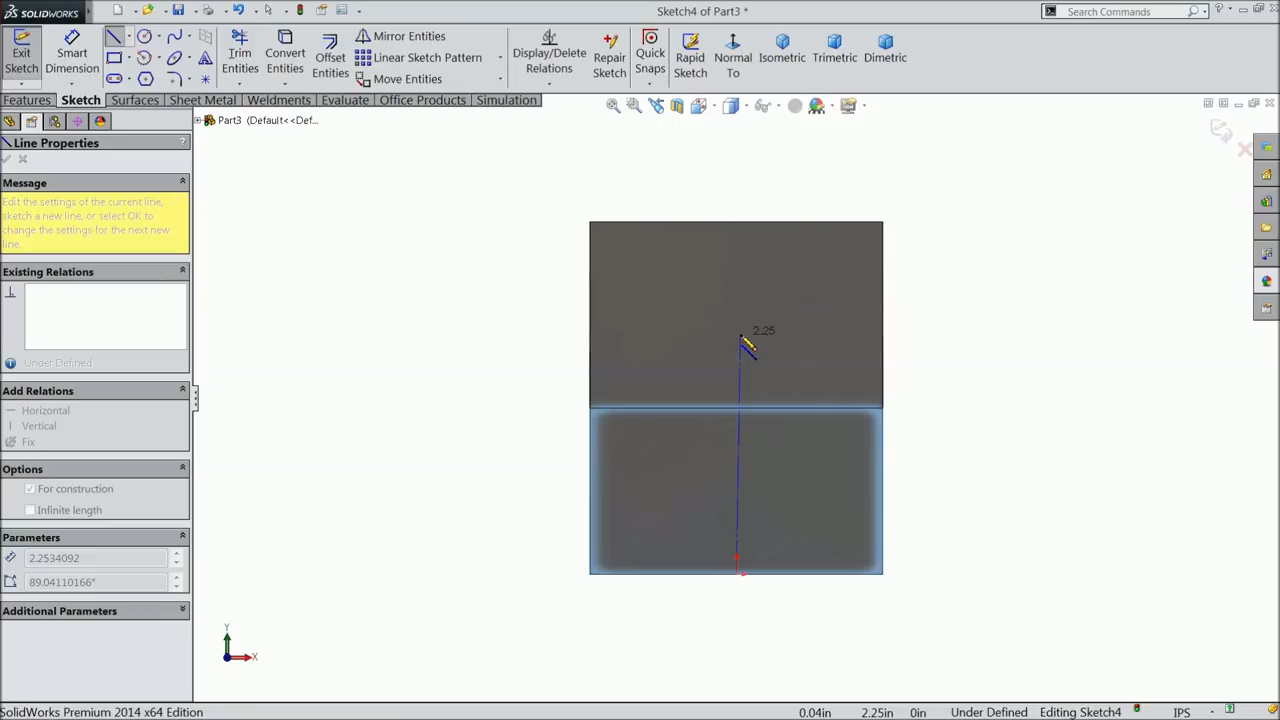 SOLIDWORKS
Sketch4 of Part3 *
Search Commands
?
Exit Sketch
Smart Dimension
Trim Entities
Convert Entities
Offset Entities
Mirror Entities
Linear Sketch Pattern
Move Entities
Display/Delete Relations
Repair Sketch
Quick Snaps
Rapid Sketch
Normal To
Isometric
Trimetric
Dimetric
Features
Sketch
Surfaces
Sheet Metal
Weldments
Evaluate
Office Products
Simulation
Part3 (Default<<Def...
Line Properties
?
Message
Edit the settings of the current line,
sketch a new line, or select OK to
change the settings for the next new
line.
Existing Relations
Under Defined
Add Relations
Horizontal
Vertical
Fix
Options
For construction
Infinite length
Parameters
2.2534092
89.04110166°
Additional Parameters
2.25
Y
X
SolidWorks Premium 2014 x64 Edition
0.04in
2.25in
0in
Under Defined
Editing Sketch4
IPS
?